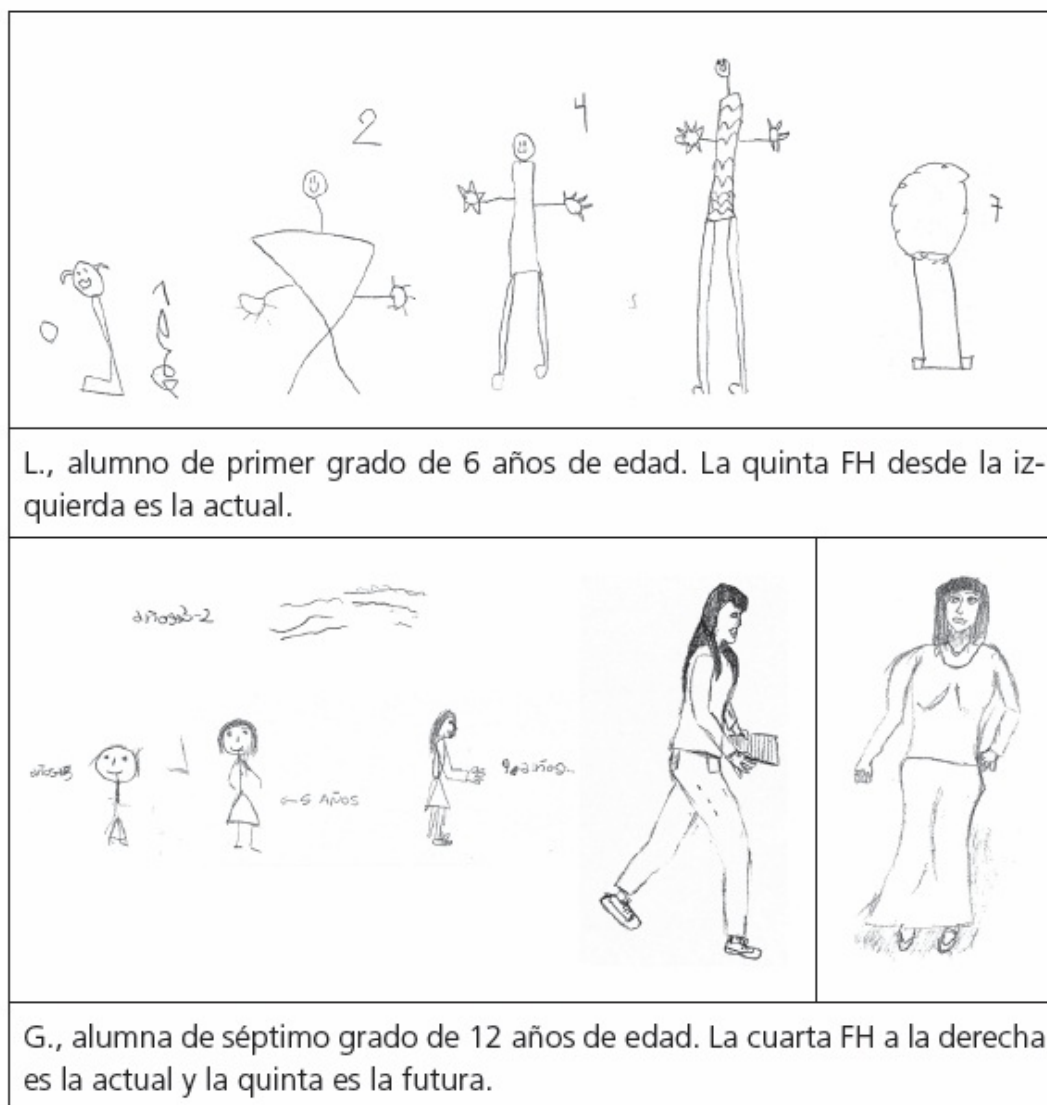 2
4
7
L., alumno de primer grado de 6 años de edad. La quinta FH desde la iz-
quierda es la actual.
6-5 AÑOS
G., alumna de séptimo grado de 12 años de edad. La cuarta FH a la derecha
es la actual y la quinta es la futura.